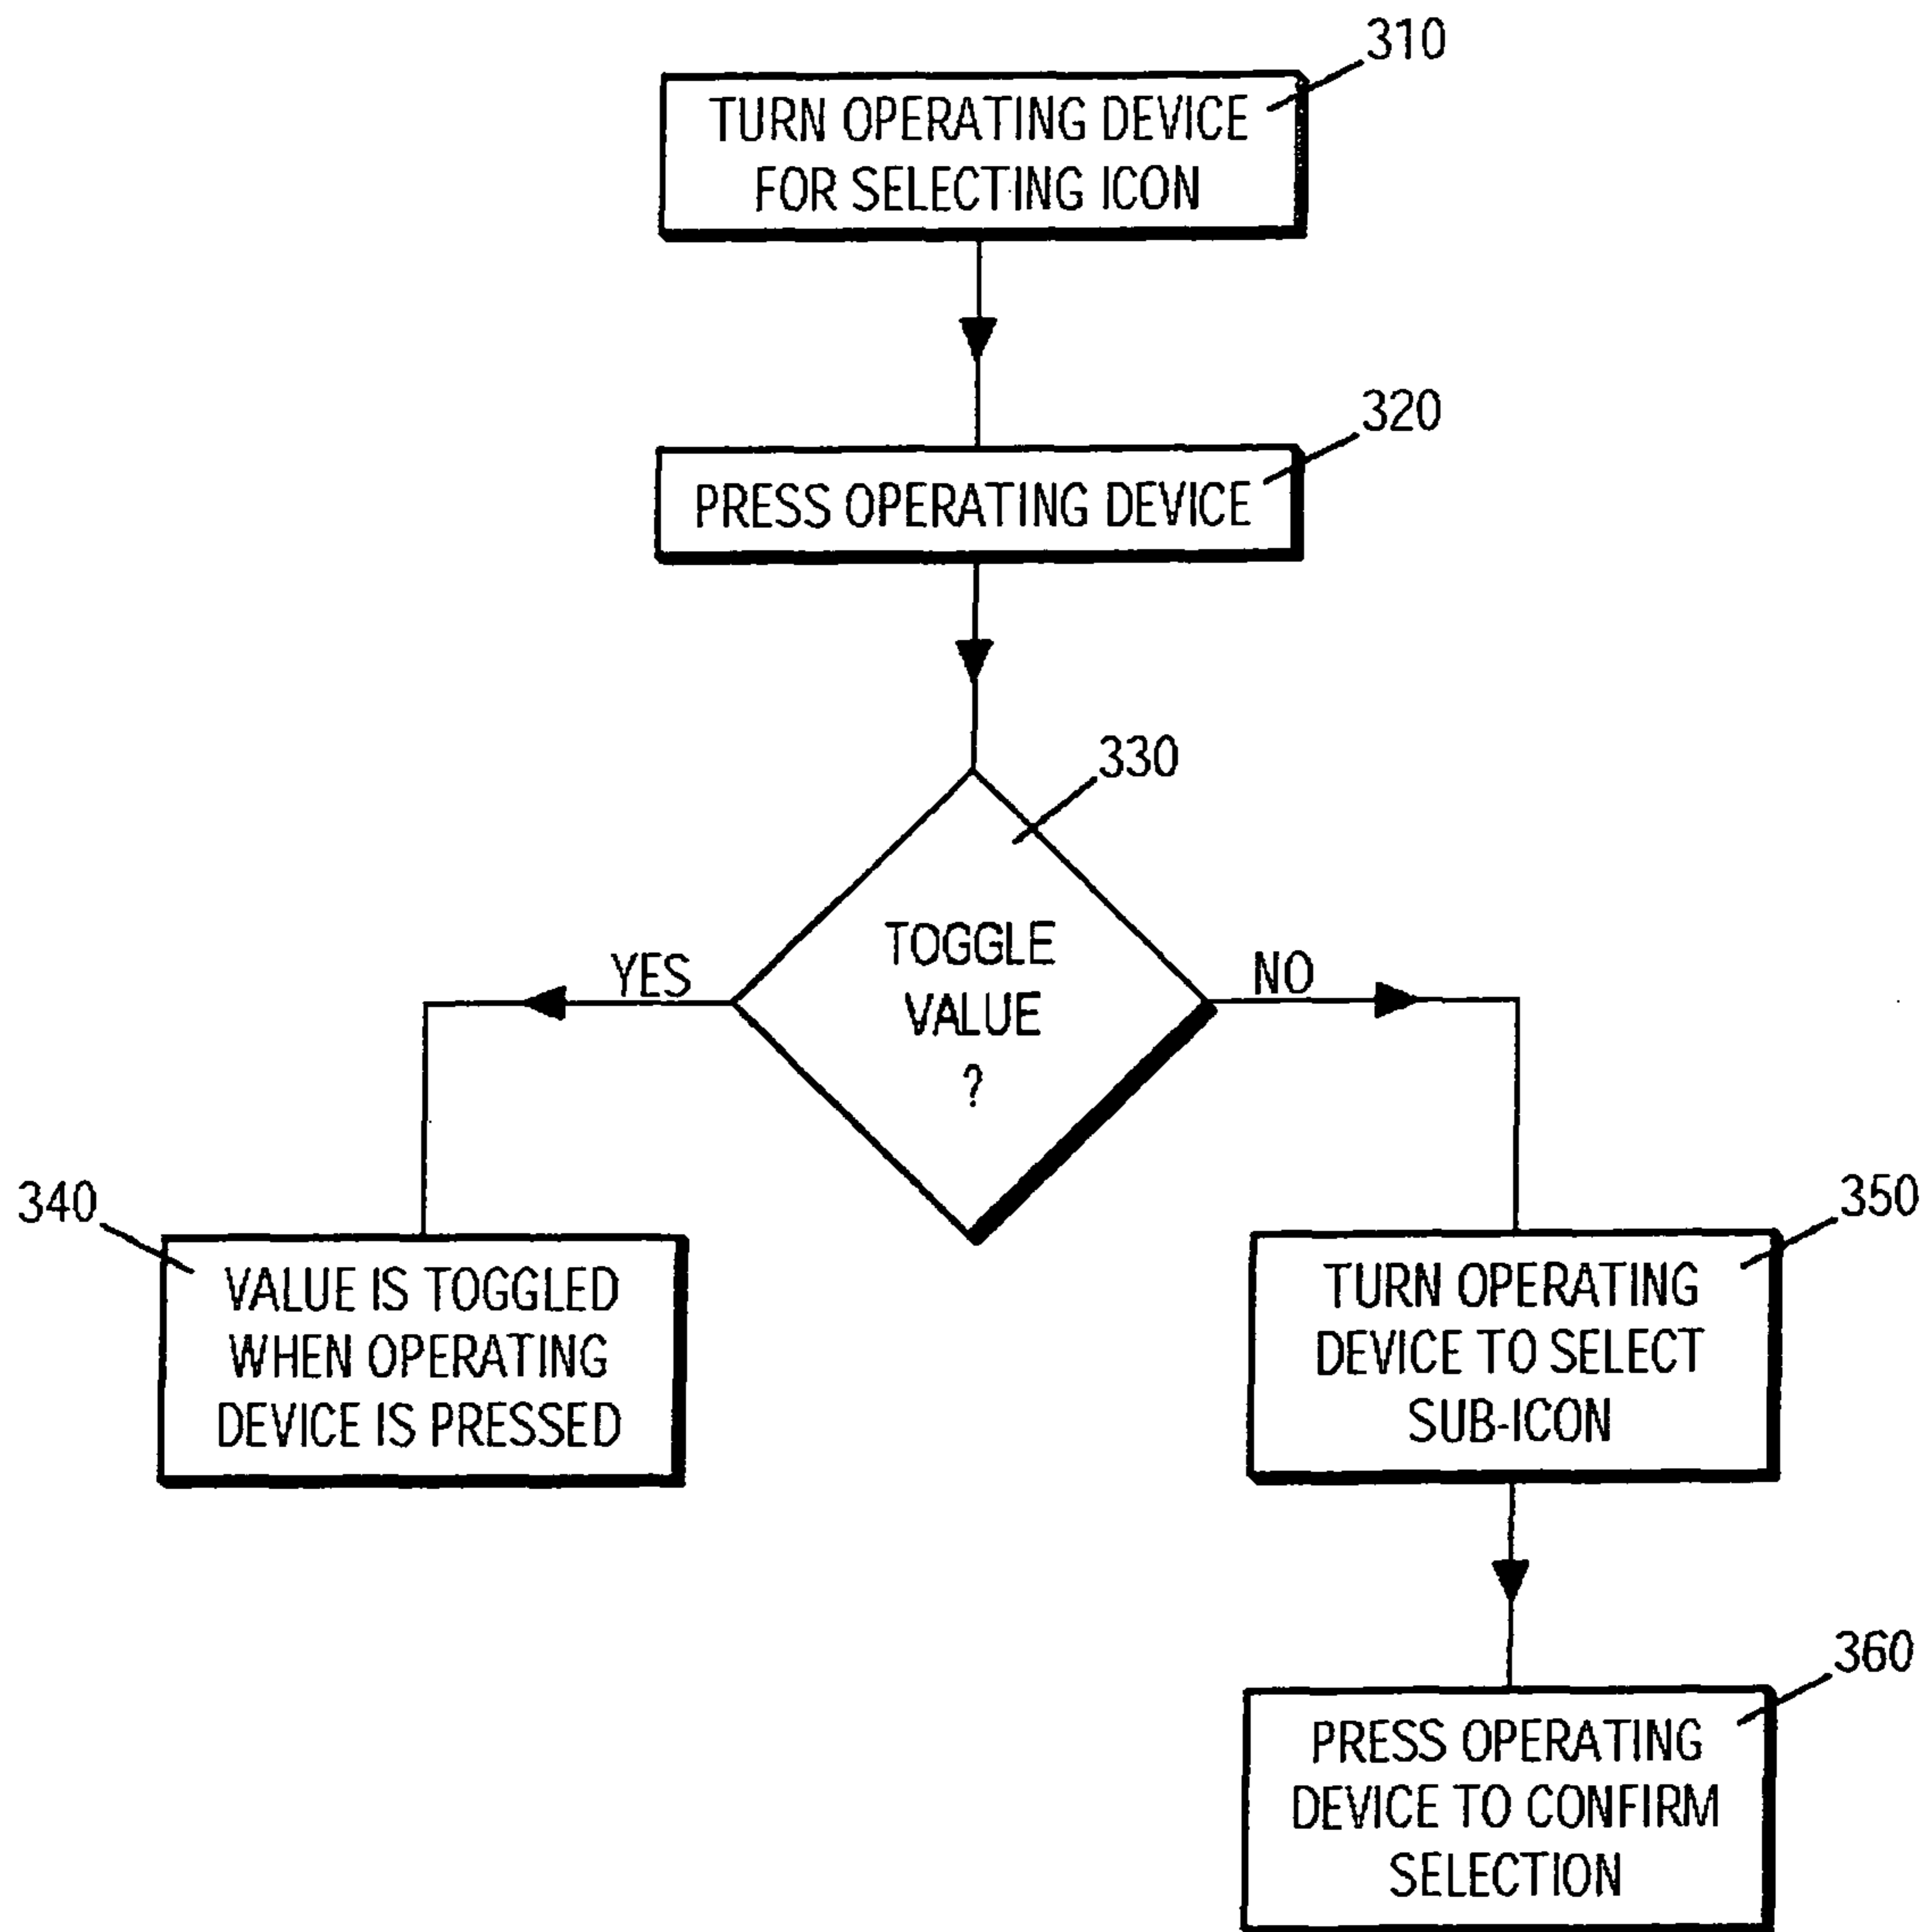 310
TURN OPERATING DEVICE
FOR SELECTING ICON
320
PRESS OPERATING DEVICE
330
TOGGLE
VALUE
?
YES
NO
340
VALUE IS TOGGLED
WHEN OPERATING
DEVICE IS PRESSED
350
TURN OPERATING
DEVICE TO SELECT
SUB-ICON
360
PRESS OPERATING
DEVICE TO CONFIRM
SELECTION